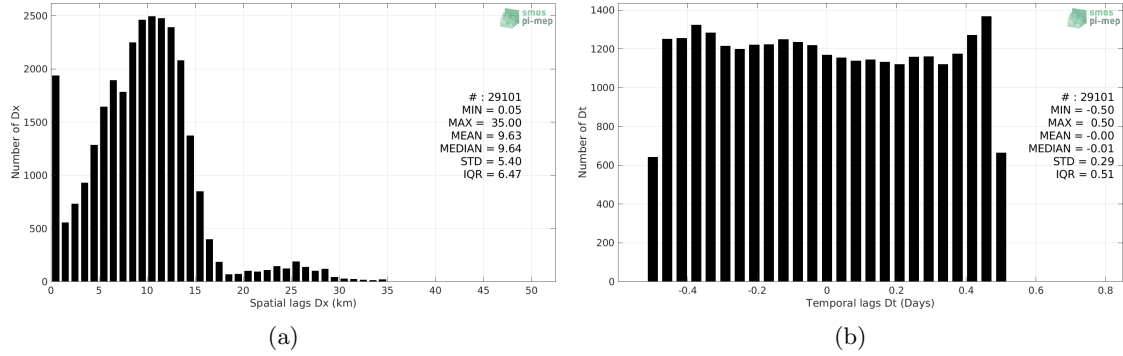 2500
2000
1500
1000
500
0
Number of Dx
0 5 10 15 20 25 30 35 40 45 50
Spatial lags Dx (km)
smos
pi-mep
# : 29101
MIN = 0.05
MAX = 35.00
MEAN = 9.63
MEDIAN = 9.64
STD = 5.40
IQR = 6.47
(a)
1400
1200
1000
800
600
400
200
0
Number of Dt
-0.4 -0.2 0 0.2 0.4 0.6 0.8
Temporal lags Dt (Days)
smos
pi-mep
# : 29101
MIN = -0.50
MAX = 0.50
MEAN = -0.00
MEDIAN = -0.01
STD = 0.29
IQR = 0.51
(b)